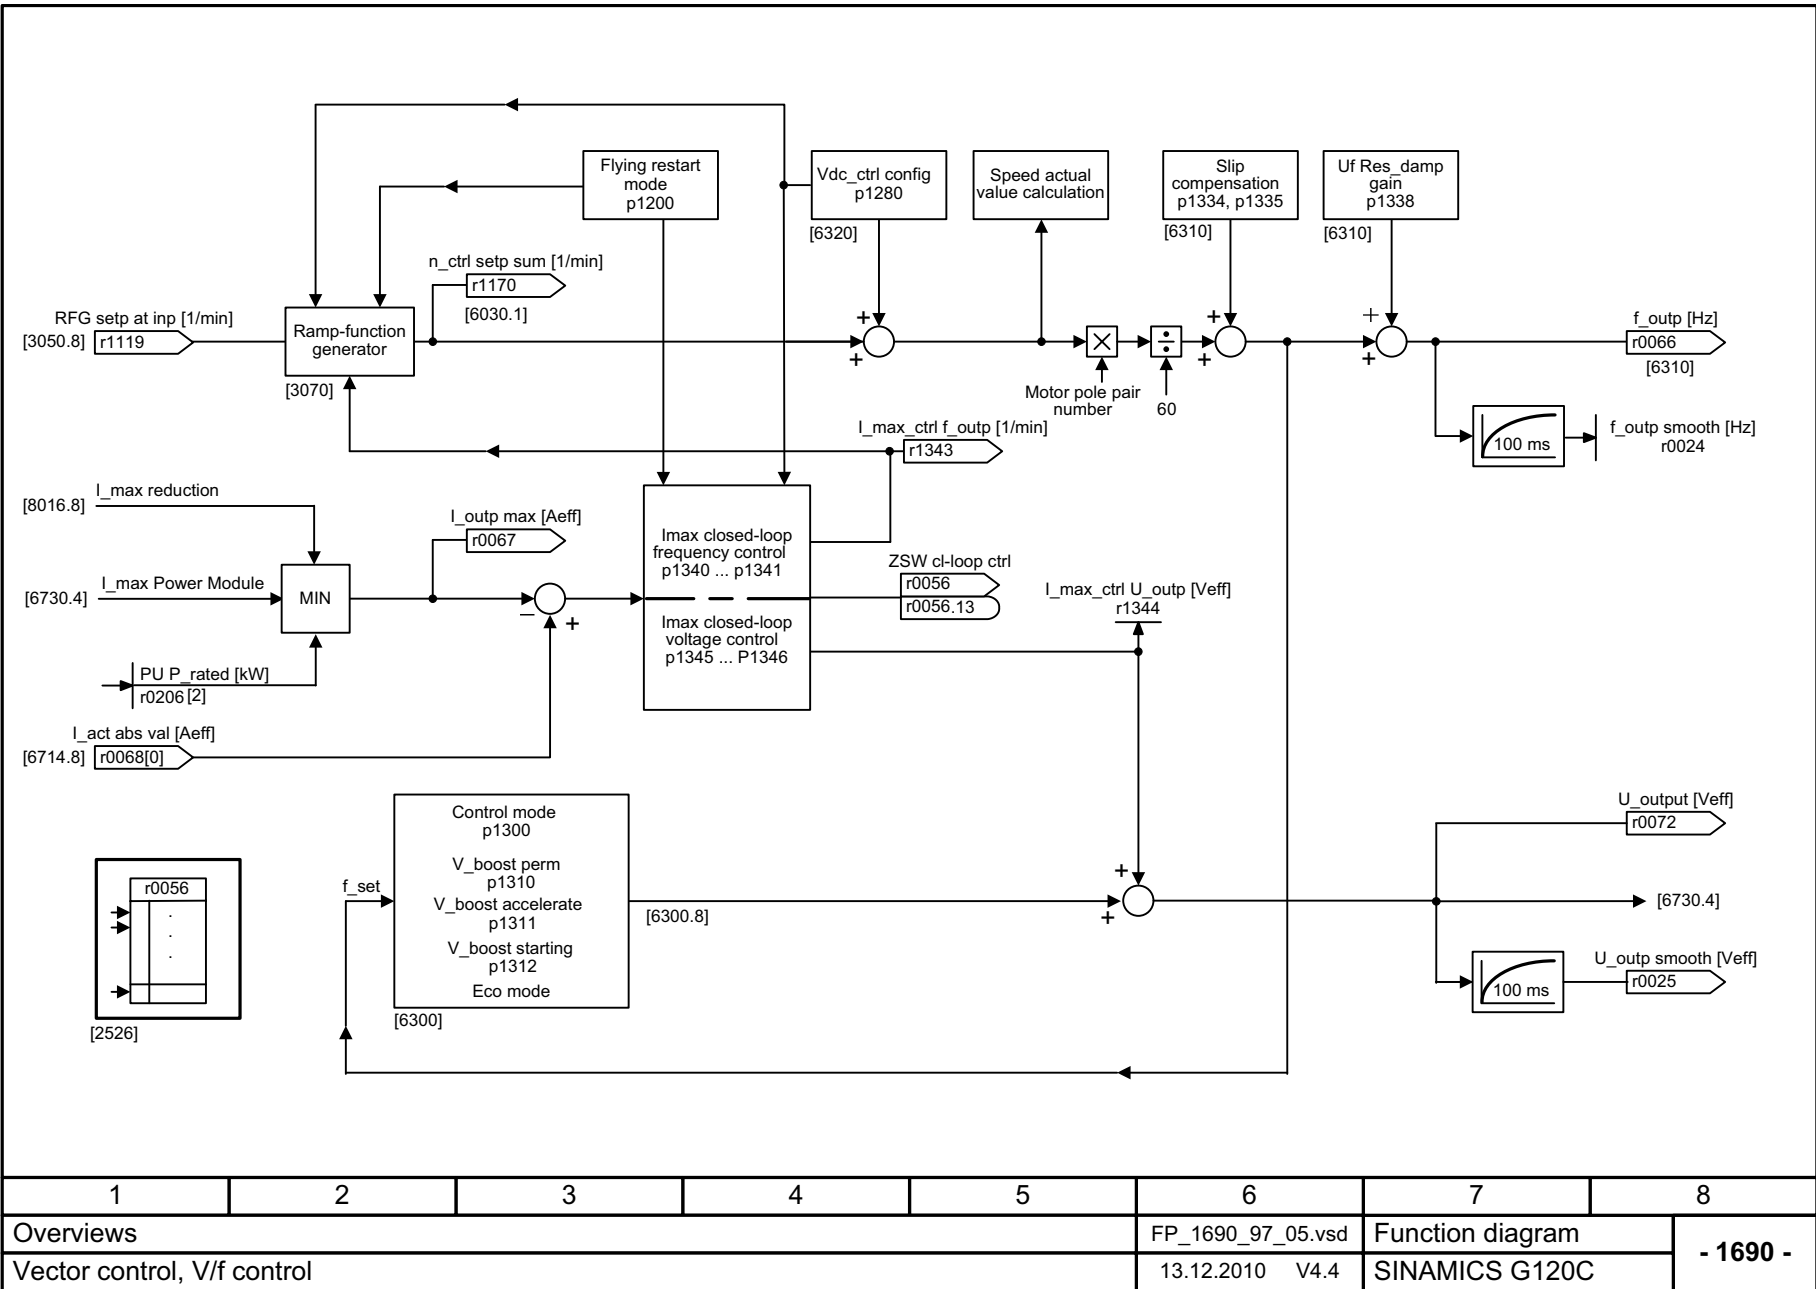 Flying restart
mode
p1200
Vdc_ctrl config
p1280
[6320]
Speed actual
value calculation
Slip
compensation
p1334, p1335
[6310]
Uf Res_damp
gain
p1338
[6310]
n_ctrl setp sum [1/min]
r1170
[6030.1]
RFG setp at inp [1/min]
[3050.8]
r1119
Ramp-function
generator
[3070]
+
+
+
+
+
+
Motor pole pair
number
60
f_outp [Hz]
r0066
[6310]
100 ms
f_outp smooth [Hz]
r0024
I_max_ctrl f_outp [1/min]
r1343
I_max reduction
[8016.8]
I_outp max [Aeff]
r0067
I_max Power Module
[6730.4]
MIN
–
+
PU P_rated [kW]
r0206[2]
I_act abs val [Aeff]
[6714.8]
r0068[0]
Imax closed-loop
frequency control
p1340 ... p1341
Imax closed-loop
voltage control
p1345 ... P1346
ZSW cl-loop ctrl
r0056
r0056.13
I_max_ctrl U_outp [Veff]
r1344
Control mode
p1300
V_boost perm
p1310
V_boost accelerate
p1311
V_boost starting
p1312
Eco mode
[6300]
f_set
[6300.8]
+
+
U_output [Veff]
r0072
[6730.4]
100 ms
U_outp smooth [Veff]
r0025
r0056
.
.
.
[2526]
1 2 3 4 5 6 7 8
Overviews
FP_1690_97_05.vsd
Function diagram
- 1690 -
Vector control, V/f control
13.12.2010 V4.4
SINAMICS G120C